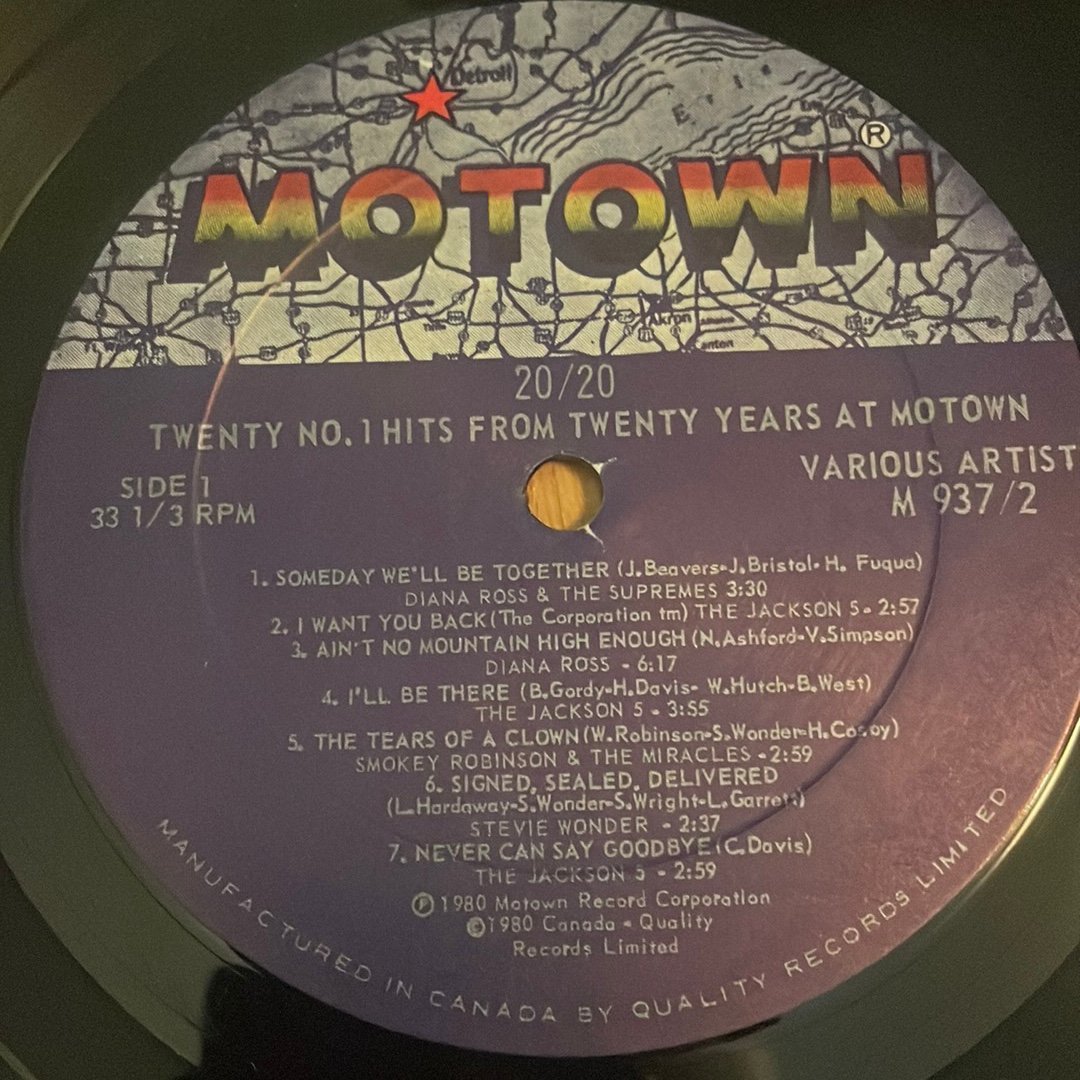 Detroit
Erie
MOTOWN®
Akron
Canton
20/20
TWENTY NO.1 HITS FROM TWENTY YEARS AT MOTOWN
VARIOUS ARTIST
SIDE 1
M 937/2
33 1/3 RPM
1. SOMEDAY WE'LL BE TOGETHER (J.Beavers-J.Bristol-H. Fuqua)
DIANA ROSS & THE SUPREMES 3:30
2. I WANT YOU BACK(The Corporation tm) THE JACKSON 5- 2:57
3. AIN'T NO MOUNTAIN HIGH ENOUGH (N.Ashford-V.Simpson)
DIANA ROSS - 6:17
4. I'LL BE THERE (B.Gordy-H.Davis- W.Hutch-B.West)
THE JACKSON 5 - 3:55
5. THE TEARS OF A CLOWN(W.Robinson-S.Wonder-H.Cosby)
SMOKEY ROBINSON & THE MIRACLES -2:59
6. SIGNED, SEALED, DELIVERED
(L.Hardaway-S.Wonder-S.Wright-L.Garrett)
STEVIE WONDER - 2:37
7. NEVER CAN SAY GOODBYE(C.Davis)
THE JACKSON 5 - 2:59
℗1980 Motown Record Corporation
©1980 Canada - Quality
Records Limited
MANUFACTURED IN CANADA BY QUALITY RECORDS LIMITED